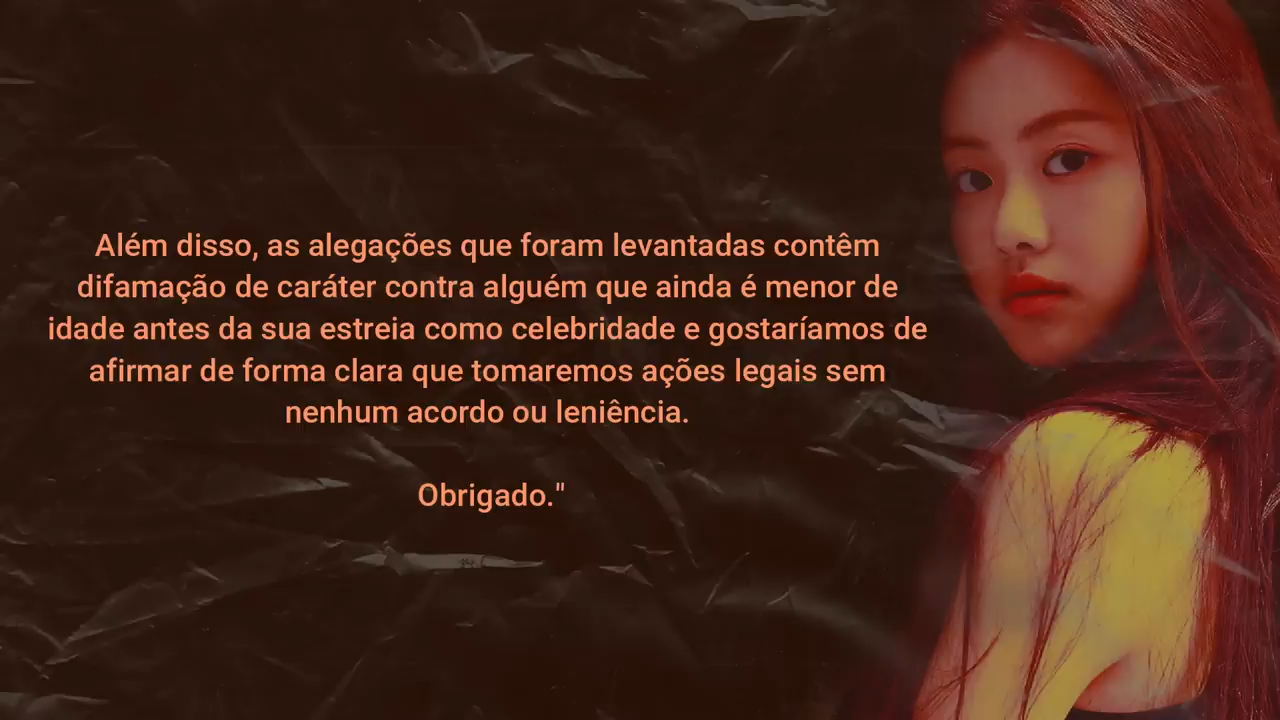 Além disso, as alegações que foram levantadas contêm
difamação de caráter contra alguém que ainda é menor de
idade antes da sua estreia como celebridade e gostaríamos de
afirmar de forma clara que tomaremos ações legais sem
nenhum acordo ou leniência.
Obrigado."